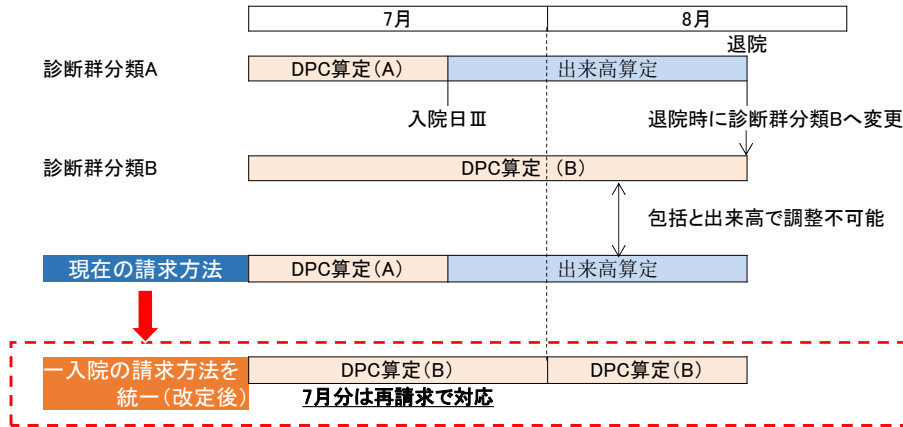 7月 8月
退院
診断群分類A DPC算定(A) 出来高算定
入院日Ⅲ 退院時に診断群分類Bへ変更
診断群分類B DPC算定 (B)
包括と出来高で調整不可能
現在の請求方法 DPC算定(A) 出来高算定
一入院の請求方法を DPC算定(B) DPC算定(B)
統一(改定後) 7月分は再請求で対応